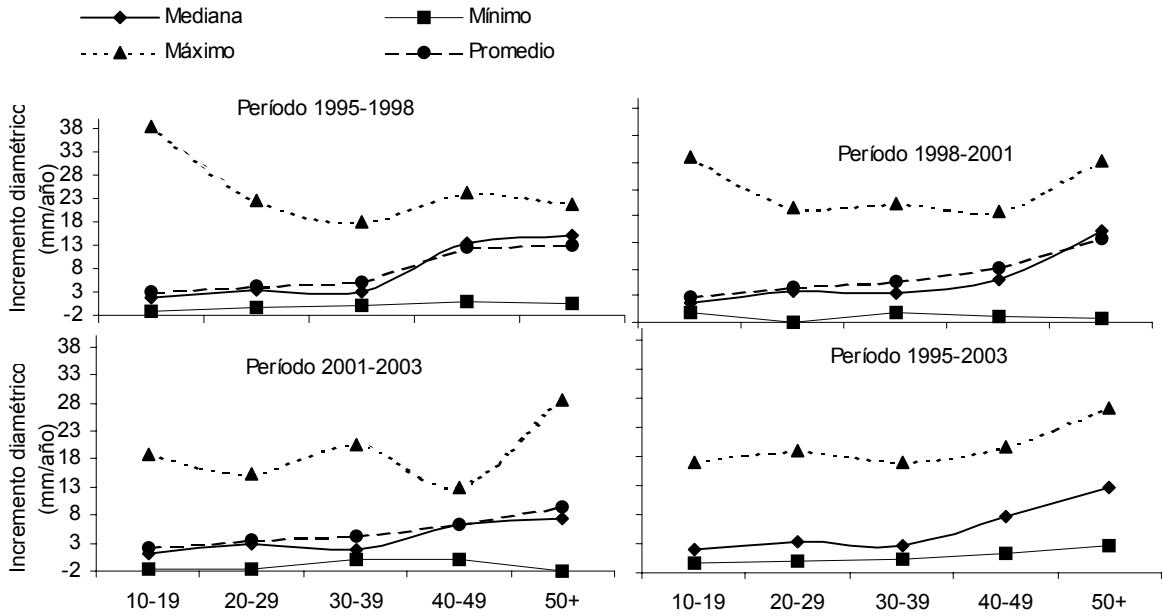 Mediana Mínimo
Máximo Promedio
Período 1995-1998
Incremento diamétrico
(mm/año)
38
33
28
23
18
13
8
3
-2
Período 1998-2001
Período 2001-2003
Incremento diamétrico
(mm/año)
38
33
28
23
18
13
8
3
-2
10-19 20-29 30-39 40-49 50+
Período 1995-2003
10-19 20-29 30-39 40-49 50+